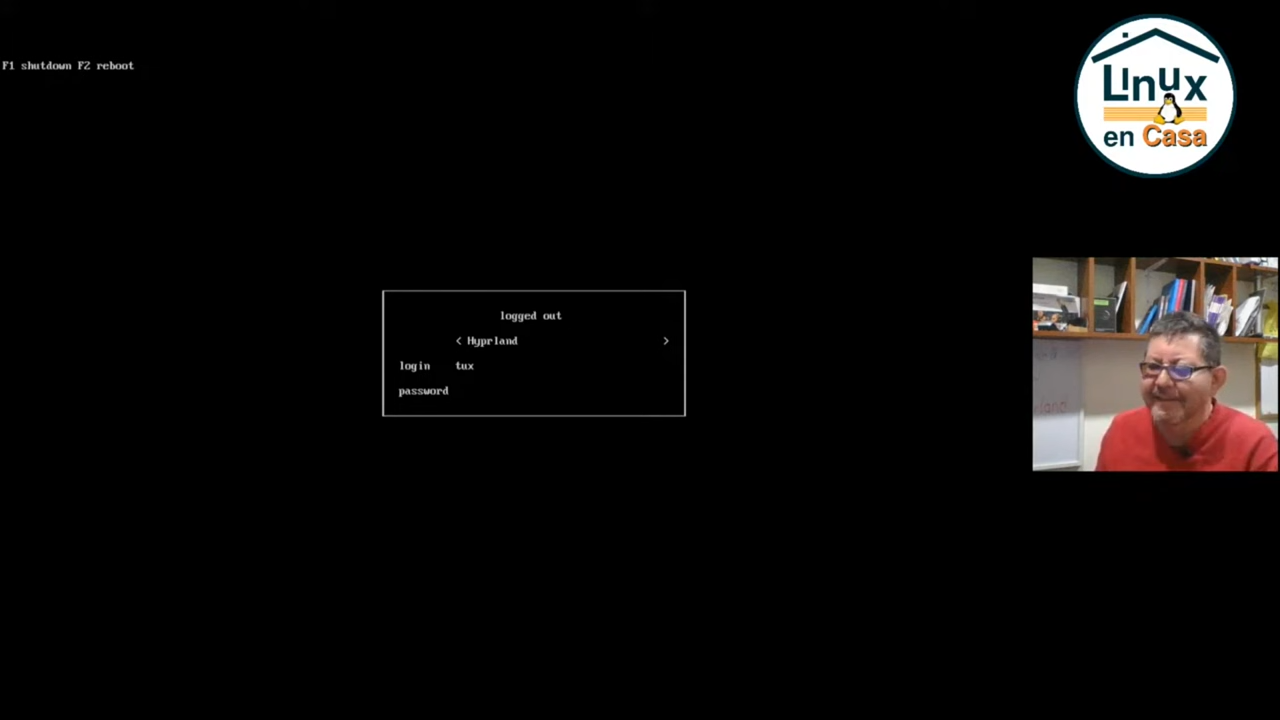 F1 shutdown F2 reboot
Linux
en Casa
logged out
< Hyprland >
login tux
password